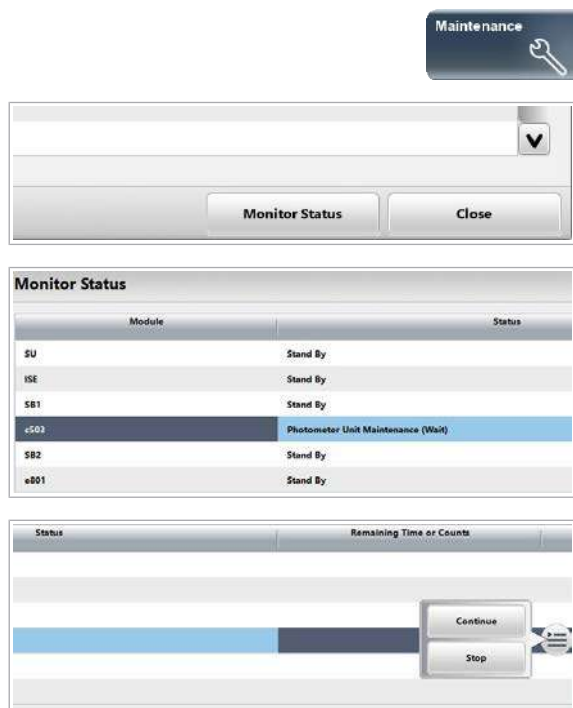 Maintenance
Monitor Status Close
Monitor Status
Module Status
SU Stand By
ISE Stand By
SB1 Stand By
c503 Photometer Unit Maintenance (Wait)
SB2 Stand By
e801 Stand By
Status Remaining Time or Counts
Continue
Stop